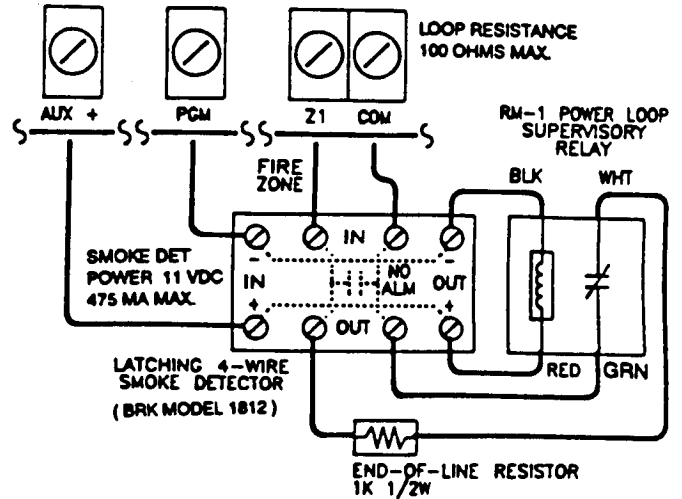 LOOP RESISTANCE
100 OHMS MAX.
AUX +
PGM
Z1
COM
RM-1 POWER LOOP
SUPERVISORY
RELAY
FIRE
ZONE
BLK
WHT
SMOKE DET
POWER 11 VDC
475 MA MAX.
IN
-
-
IN
NO
ALM
OUT
+
+
OUT
LATCHING 4-WIRE
SMOKE DETECTOR
( BRK MODEL 1812 )
RED
GRN
END-OF-LINE RESISTOR
1K 1/2W